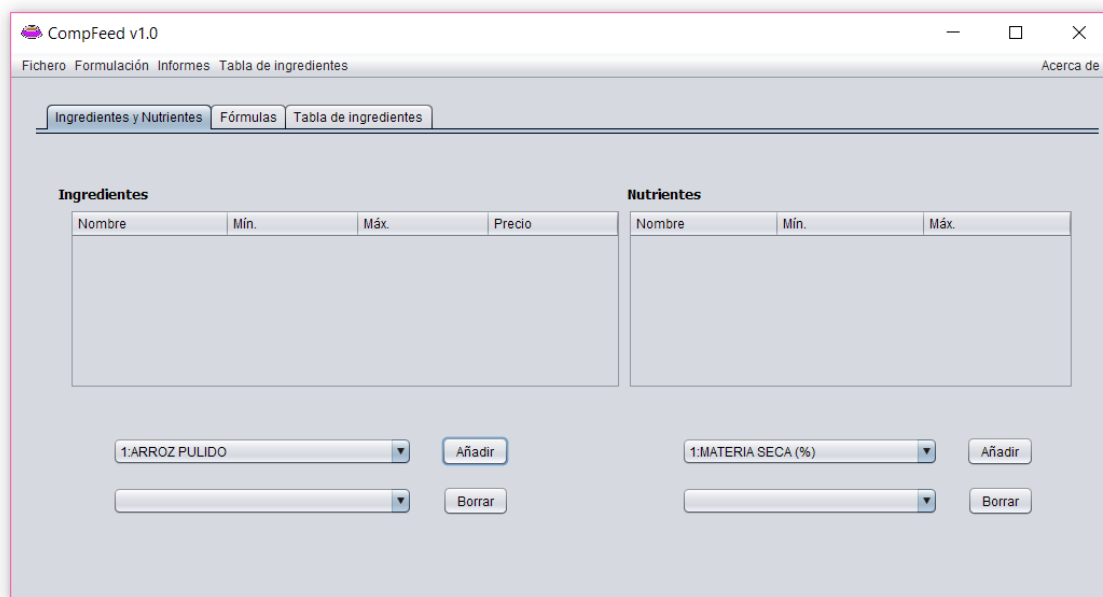 CompFeed v1.0
Fichero Formulación Informes Tabla de ingredientes Acerca de
Ingredientes y Nutrientes Fórmulas Tabla de ingredientes
Ingredientes Nutrientes
Nombre Mín. Máx. Precio Nombre Mín. Máx.
1:ARROZ PULIDO Añadir 1:MATERIA SECA (%) Añadir
Borrar Borrar